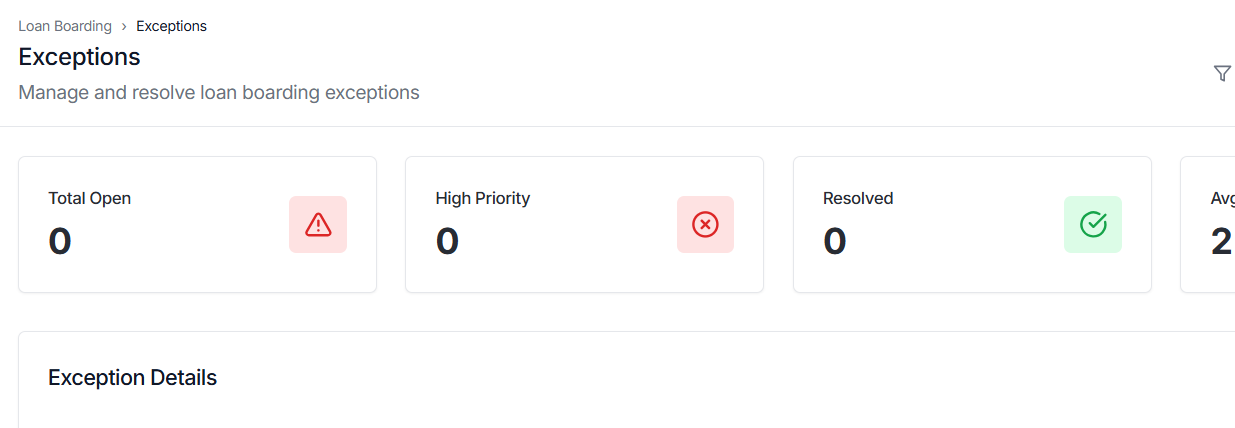 Loan Boarding › Exceptions
Exceptions
Manage and resolve loan boarding exceptions
Total Open
0
High Priority
0
Resolved
0
2
Exception Details